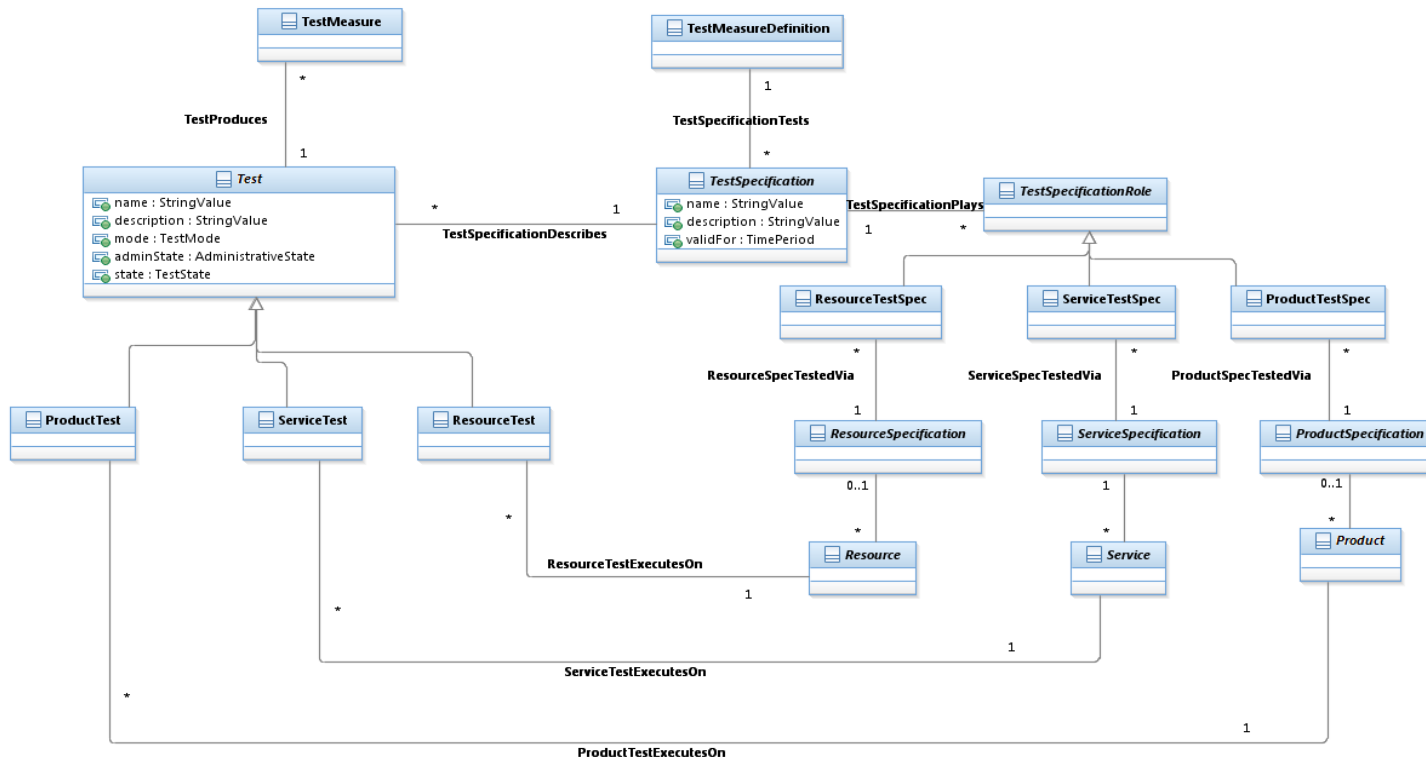 TestMeasure
TestMeasureDefinition
*
1
TestProduces
TestSpecificationTests
1
*
Test
name : StringValue
description : StringValue
mode : TestMode
adminState : AdministrativeState
state : TestState
*
1
TestSpecificationDescribes
TestSpecification
name : StringValue
description : StringValue
validFor : TimePeriod
TestSpecificationPlays
1
*
TestSpecificationRole
ResourceTestSpec
ServiceTestSpec
ProductTestSpec
*
*
*
ResourceSpecTestedVia
ServiceSpecTestedVia
ProductSpecTestedVia
1
1
1
ProductTest
ServiceTest
ResourceTest
ResourceSpecification
ServiceSpecification
ProductSpecification
0..1
1
0..1
*
*
*
*
Resource
Service
Product
ResourceTestExecutesOn
1
*
1
ServiceTestExecutesOn
*
1
ProductTestExecutesOn